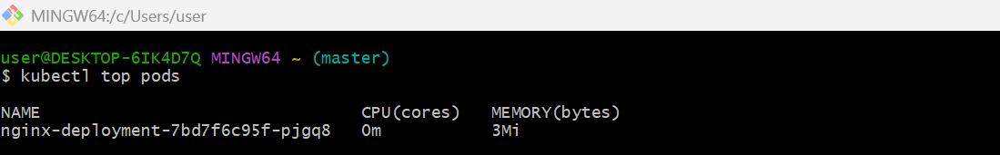 MINGW64:/c/Users/user
user@DESKTOP-6IK4D7Q MINGW64 ~ (master)
$ kubectl top pods
NAME CPU(cores) MEMORY(bytes)
nginx-deployment-7bd7f6c95f-pjgq8 0m 3Mi